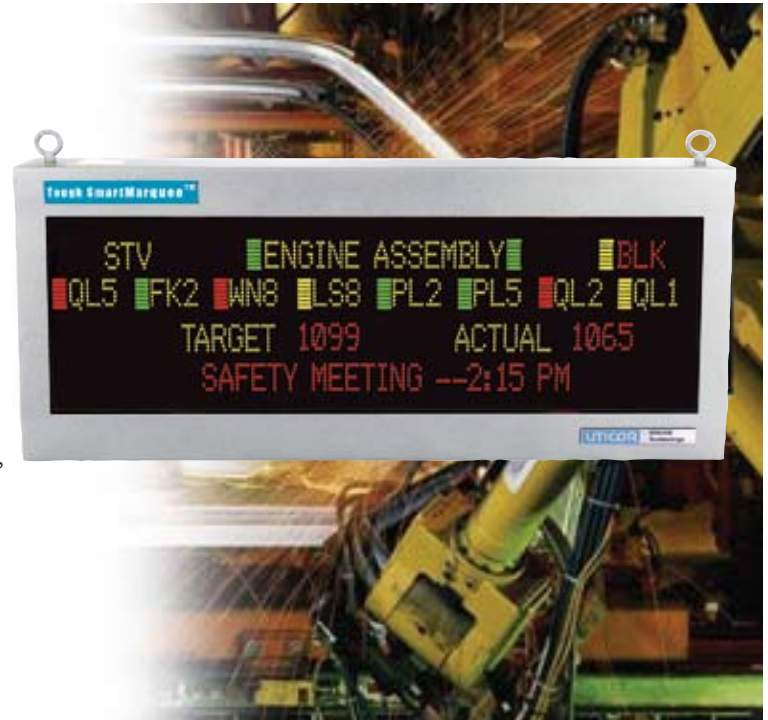 Tough SmartMarquee™
STV ENGINE ASSEMBLY BLK
QL5 FK2 WN8 LS8 PL2 PL5 QL2 QL1
TARGET 1099 ACTUAL 1065
SAFETY MEETING --2:15 PM
UTICOR
,